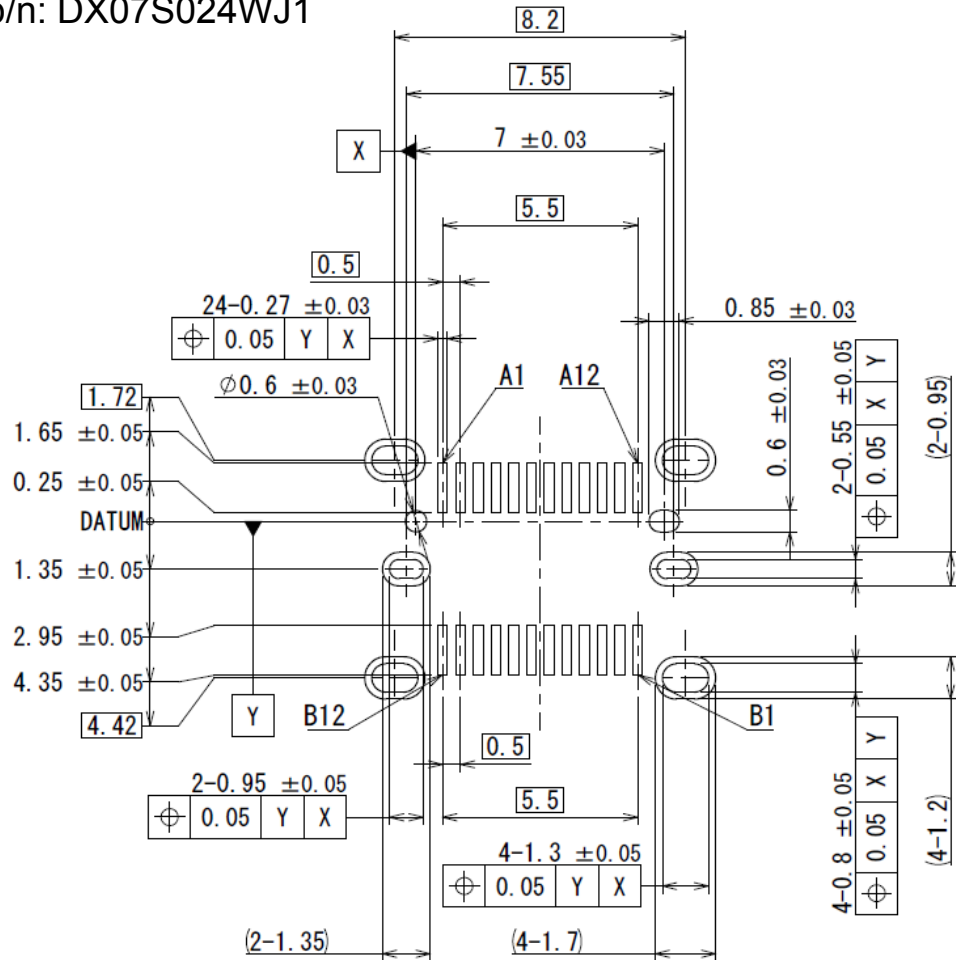 p/n: DX07S024WJ1
8.2
7.55
7 ±0.03
X
5.5
0.5
24-0.27 ±0.03
0.05 Y X
0.85 ±0.03
⌀0.6 ±0.03
A1 A12
1.72
1.65 ±0.05
0.25 ±0.05
DATUM
1.35 ±0.05
2.95 ±0.05
4.35 ±0.05
4.42
Y
B12
B1
0.6 ±0.03
2-0.55 ±0.05
0.05 X Y
(2-0.95)
0.5
5.5
2-0.95 ±0.05
0.05 Y X
4-1.3 ±0.05
0.05 Y X
4-0.8 ±0.05
0.05 X Y
(4-1.2)
(2-1.35)
(4-1.7)